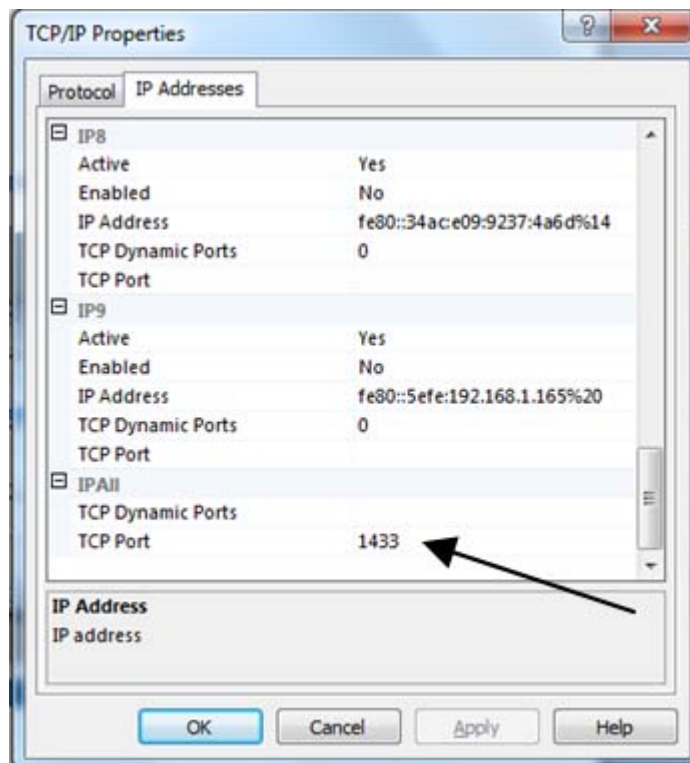 TCP/IP Properties
Protocol IP Addresses
IP8
Active Yes
Enabled No
IP Address fe80::34ac:e09:9237:4a6d%14
TCP Dynamic Ports 0
TCP Port
IP9
Active Yes
Enabled No
IP Address fe80::5efe:192.168.1.165%20
TCP Dynamic Ports 0
TCP Port
IPAll
TCP Dynamic Ports
TCP Port 1433
IP Address
IP address
OK Cancel Apply Help